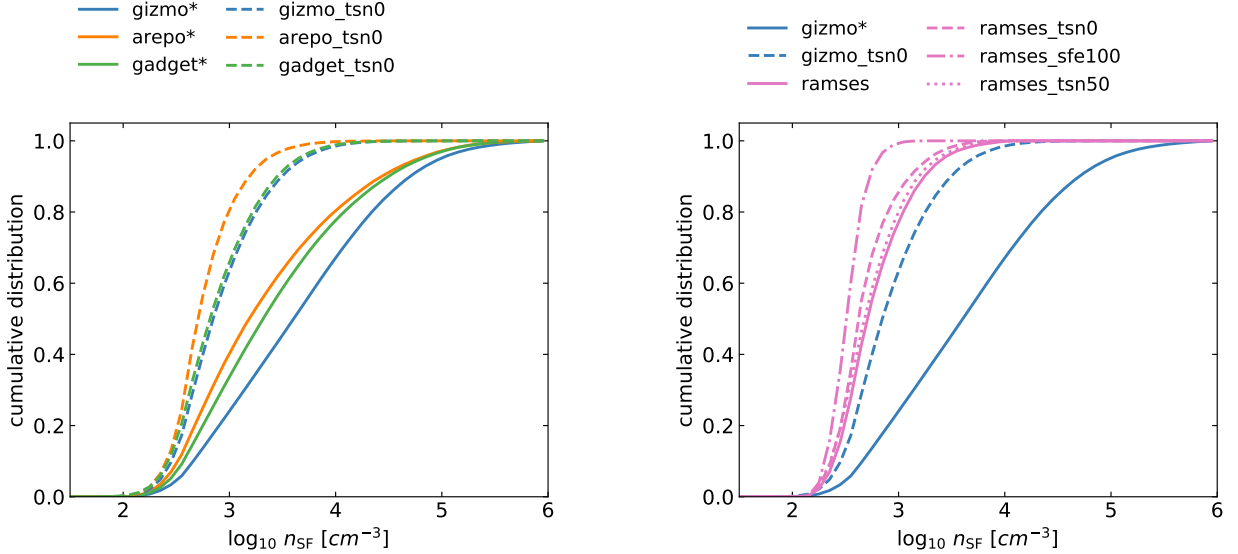 gizmo* gizmo_tsn0
arepo* arepo_tsn0
gadget* gadget_tsn0
1.0
0.8
0.6
0.4
0.2
0.0
cumulative distribution
2 3 4 5 6
log₁₀ n_SF [cm⁻³]
gizmo* ramses_tsn0
gizmo_tsn0 ramses_sfe100
ramses ramses_tsn50
1.0
0.8
0.6
0.4
0.2
0.0
cumulative distribution
2 3 4 5 6
log₁₀ n_SF [cm⁻³]